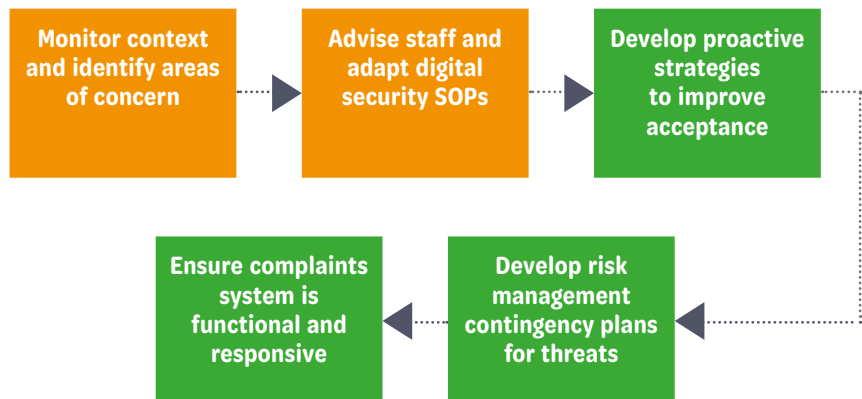 Monitor context
and identify areas
of concern
Advise staff and
adapt digital
security SOPs
Develop proactive
strategies
to improve
acceptance
Develop risk
management
contingency plans
for threats
Ensure complaints
system is
functional and
responsive